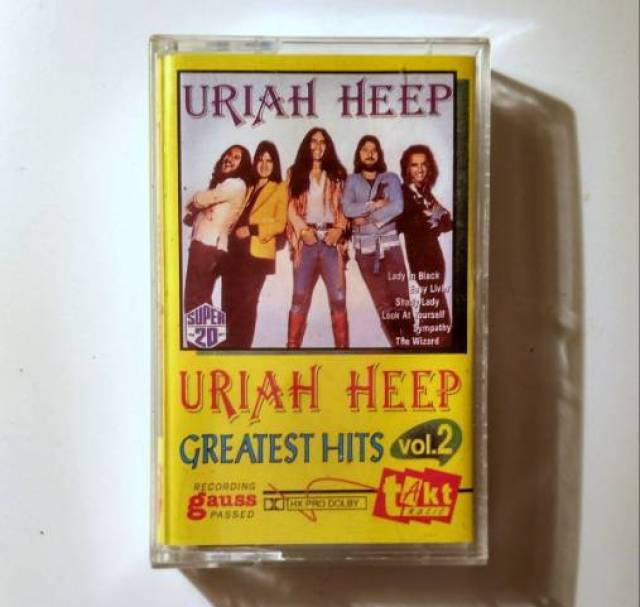 URIAH HEEP
Lady In Black
Easy Livin'
Shady Lady
Look At Yourself
Sympathy
The Wizard
SUPER
20
URIAH HEEP
GREATEST HITS vol.2
RECORDING
gauss
PASSED
HX PRO DOLBY
takt
MUSIC